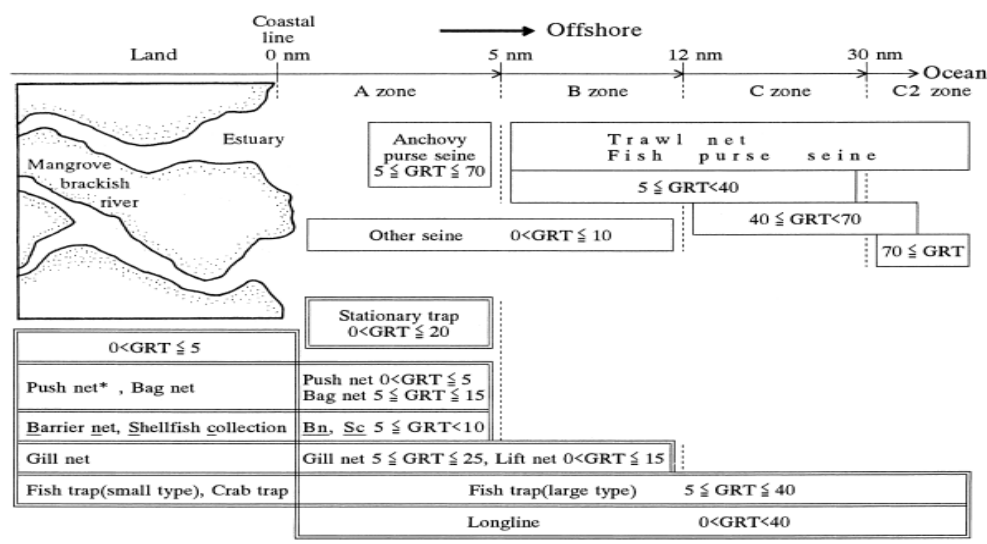 Coastal
line
Offshore
Land
0 nm
5 nm
12 nm
30 nm
Ocean
A zone
B zone
C zone
C2 zone
Estuary
Mangrove
brackish
river
Anchovy
purse seine
5 ≦ GRT ≦ 70
Trawl net
Fish purse seine
5 ≦ GRT<40
40 ≦ GRT<70
70 ≦ GRT
Other seine 0<GRT ≦ 10
Stationary trap
0<GRT ≦ 20
0<GRT ≦ 5
Push net* , Bag net
Push net 0<GRT ≦ 5
Bag net 5 ≦ GRT ≦ 15
Barrier net, Shellfish collection
Bn, Sc 5 ≦ GRT<10
Gill net
Gill net 5 ≦ GRT ≦ 25, Lift net 0<GRT ≦ 15
Fish trap(small type), Crab trap
Fish trap(large type) 5 ≦ GRT ≦ 40
Longline 0<GRT<40